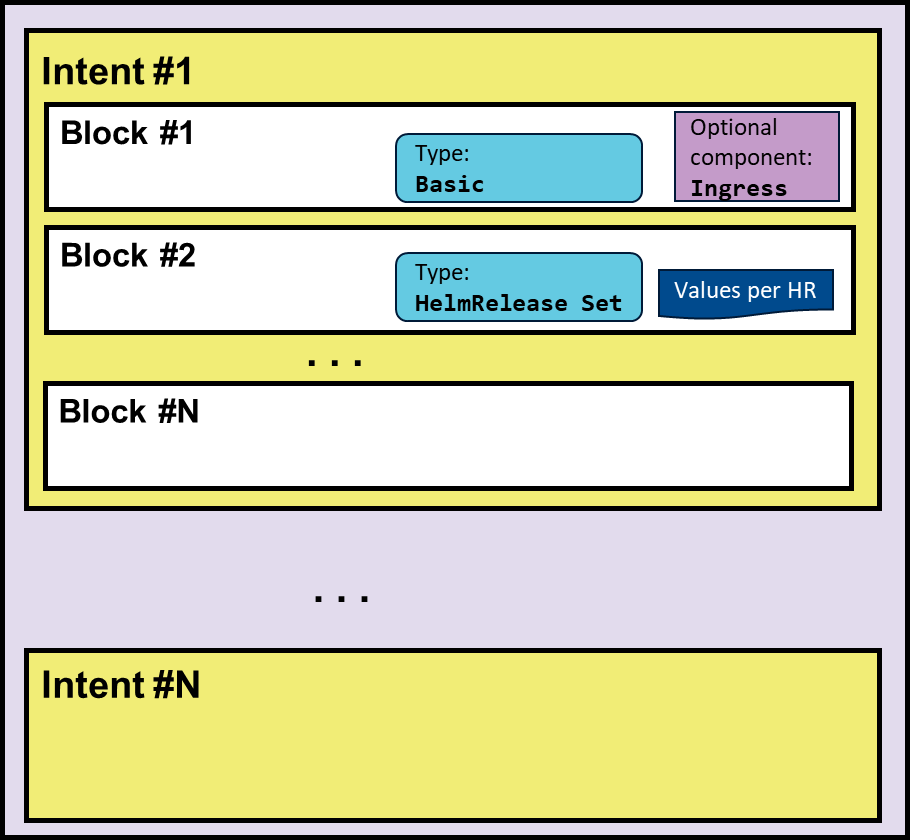 Intent #1
Block #1
Type:
Basic
Optional
component:
Ingress
Block #2
Type:
HelmRelease Set
Values per HR
. . .
Block #N
. . .
Intent #N